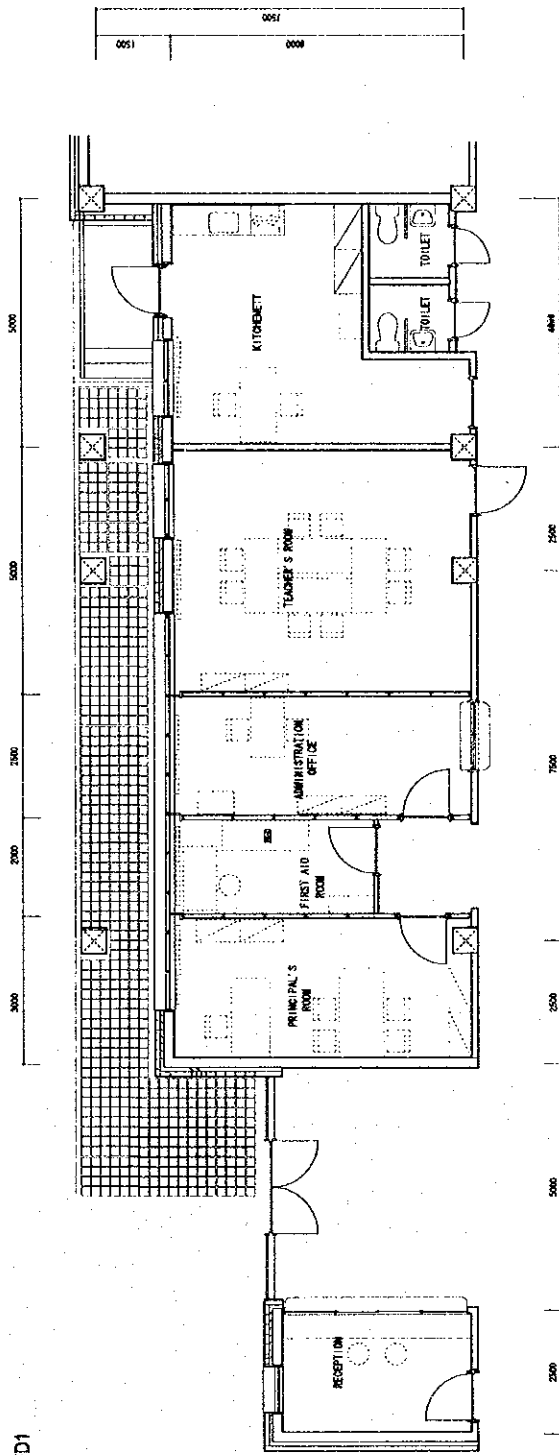 D1
3000
2000
2500
5000
5000
1500
6000
7500
RECEPTION
PRINCIPAL'S
ROOM
FIRST AID
ROOM
BED
ADMINISTRATION
OFFICE
TEACHER'S ROOM
KITCHENETT
TOILET
TOILET
2500
5000
2500
7500
2500